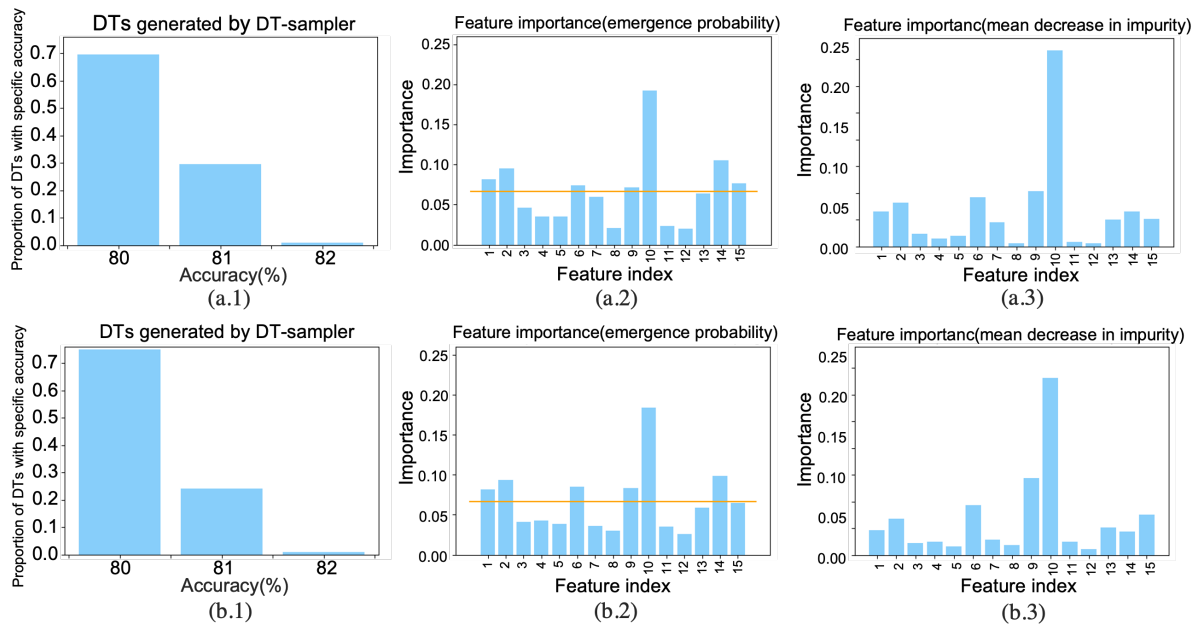 DTs generated by DT-sampler
Proportion of DTs with specific accuracy
0.7
0.6
0.5
0.4
0.3
0.2
0.1
0.0
80 81 82
Accuracy(%)
(a.1)
Feature importance(emergence probability)
Importance
0.25
0.20
0.15
0.10
0.05
0.00
1 2 3 4 5 6 7 8 9 10 11 12 13 14 15
Feature index
(a.2)
Feature importanc(mean decrease in impurity)
Importance
0.25
0.20
0.15
0.10
0.05
0.00
1 2 3 4 5 6 7 8 9 10 11 12 13 14 15
Feature index
(a.3)
DTs generated by DT-sampler
Proportion of DTs with specific accuracy
0.7
0.6
0.5
0.4
0.3
0.2
0.1
0.0
80 81 82
Accuracy(%)
(b.1)
Feature importance(emergence probability)
Importance
0.25
0.20
0.15
0.10
0.05
0.00
1 2 3 4 5 6 7 8 9 10 11 12 13 14 15
Feature index
(b.2)
Feature importanc(mean decrease in impurity)
Importance
0.25
0.20
0.15
0.10
0.05
0.00
1 2 3 4 5 6 7 8 9 10 11 12 13 14 15
Feature index
(b.3)